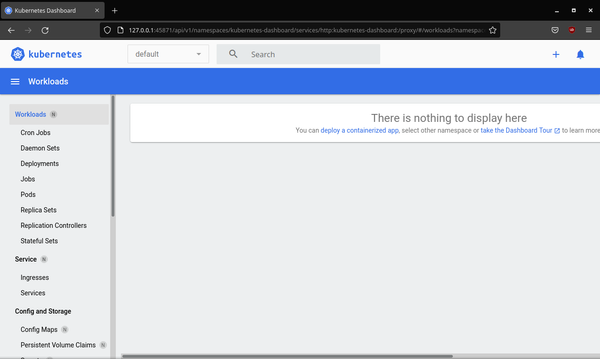 Kubernetes Dashboard
127.0.0.1:45871/api/v1/namespaces/kubernetes-dashboard/services/http:kubernetes-dashboard:/proxy/#/workloads?namespa
kubernetes
default
Search
Workloads
Workloads N
Cron Jobs
Daemon Sets
Deployments
Jobs
Pods
Replica Sets
Replication Controllers
Stateful Sets
Service N
Ingresses
Services
Config and Storage
Config Maps N
Persistent Volume Claims N
There is nothing to display here
You can deploy a containerized app, select other namespace or take the Dashboard Tour to learn more